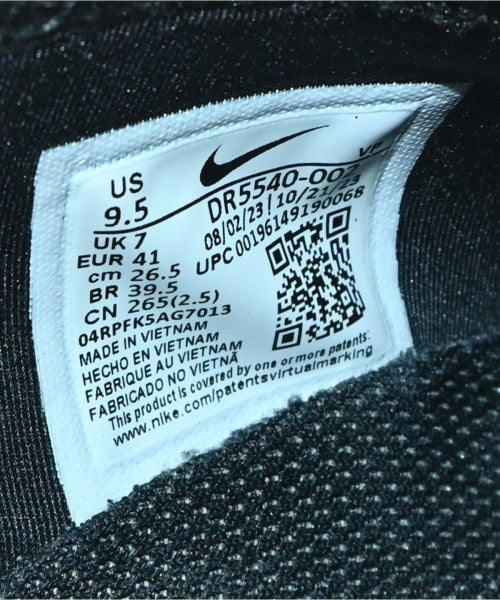 US
9.5
UK 7
EUR 41
cm 26.5
BR 39.5
CN 265(2.5)
04RPFK5AG7013
MADE IN VIETNAM
HECHO EN VIETNAM
FABRIQUE AU VIETNAM
FABRICADO NO VIETNÃ
This product is covered by one or more patents:
www.nike.com/patentsvirtualmarking
DR5540-002
VP
08/02/23 | 10/21/23
UPC 00196149190068